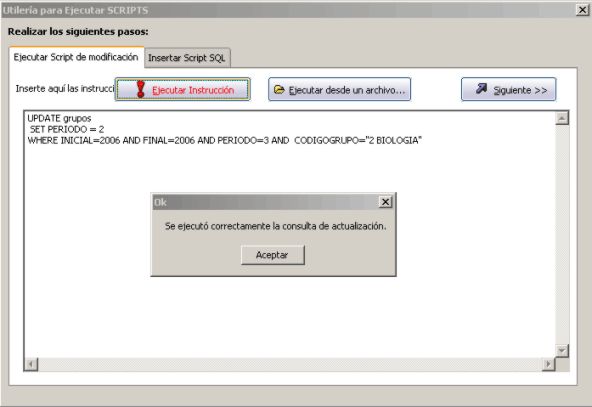 Utilería para Ejecutar SCRIPTS
Realizar los siguientes pasos:
Ejecutar Script de modificación
Insertar Script SQL
Inserte aquí las instrucci
Ejecutar Instrucción
Ejecutar desde un archivo...
Siguiente >>
UPDATE grupos
SET PERIODO = 2
WHERE INICIAL=2006 AND FINAL=2006 AND PERIODO=3 AND CODIGOGRUPO="2 BIOLOGIA"
Ok
Se ejecutó correctamente la consulta de actualización.
Aceptar